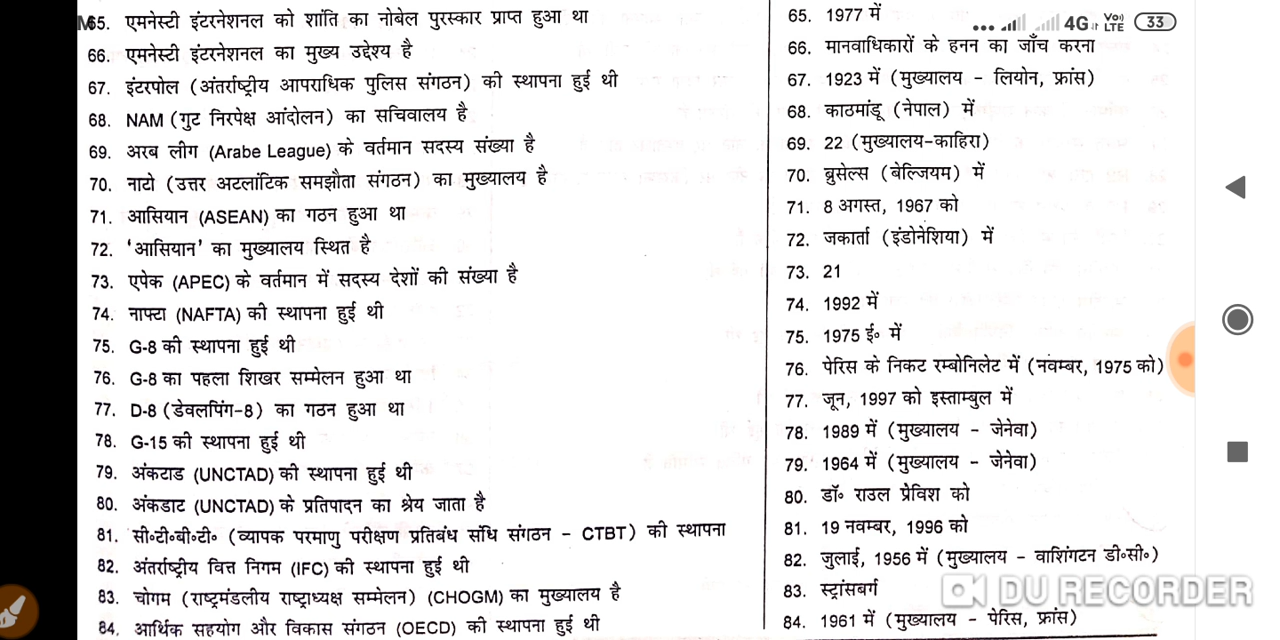 65. एमनेस्टी इंटरनेशनल को शांति का नोबेल पुरस्कार प्राप्त हुआ था
66. एमनेस्टी इंटरनेशनल का मुख्य उद्देश्य है
67. इंटरपोल (अंतर्राष्ट्रीय आपराधिक पुलिस संगठन) की स्थापना हुई थी
68. NAM (गुट निरपेक्ष आंदोलन) का सचिवालय है
69. अरब लीग (Arabe League) के वर्तमान सदस्य संख्या है
70. नाटो (उत्तर अटलांटिक समझौता संगठन) का मुख्यालय है
71. आसियान (ASEAN) का गठन हुआ था
72. 'आसियान' का मुख्यालय स्थित है
73. एपेक (APEC) के वर्तमान में सदस्य देशों की संख्या है
74. नाफ्टा (NAFTA) की स्थापना हुई थी
75. G-8 की स्थापना हुई थी
76. G-8 का पहला शिखर सम्मेलन हुआ था
77. D-8 (डेवलपिंग-8) का गठन हुआ था
78. G-15 की स्थापना हुई थी
79. अंकटाड (UNCTAD) की स्थापना हुई थी
80. अंकडाट (UNCTAD) के प्रतिपादन का श्रेय जाता है
81. सी॰टी॰बी॰टी॰ (व्यापक परमाणु परीक्षण प्रतिबंध संधि संगठन - CTBT) की स्थापना
82. अंतर्राष्ट्रीय वित्त निगम (IFC) की स्थापना हुई थी
83. चोगम (राष्ट्रमंडलीय राष्ट्राध्यक्ष सम्मेलन) (CHOGM) का मुख्यालय है
84. आर्थिक सहयोग और विकास संगठन (OECD) की स्थापना हुई थी
65. 1977 में
66. मानवाधिकारों के हनन का जाँच करना
67. 1923 में (मुख्यालय - लियोन, फ्रांस)
68. काठमांडू (नेपाल) में
69. 22 (मुख्यालय-काहिरा)
70. ब्रुसेल्स (बेल्जियम) में
71. 8 अगस्त, 1967 को
72. जकार्ता (इंडोनेशिया) में
73. 21
74. 1992 में
75. 1975 ई॰ में
76. पेरिस के निकट रम्बोनिलेट में (नवम्बर, 1975 को)
77. जून, 1997 को इस्ताम्बुल में
78. 1989 में (मुख्यालय - जेनेवा)
79. 1964 में (मुख्यालय - जेनेवा)
80. डॉ॰ राउल प्रेविश को
81. 19 नवम्बर, 1996 को
82. जुलाई, 1956 में (मुख्यालय - वाशिंगटन डी॰सी॰)
83. स्ट्रांसबर्ग
84. 1961 में (मुख्यालय - पेरिस, फ्रांस)
4G
Vo)) LTE
33
DU RECORDER